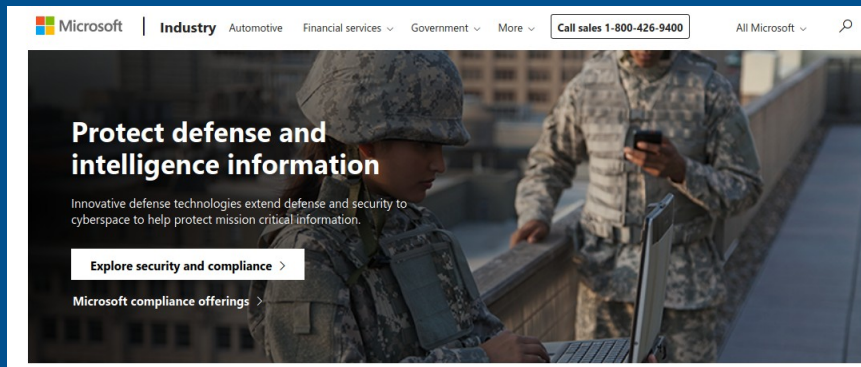 Microsoft | Industry Automotive Financial services Government More Call sales 1-800-426-9400 All Microsoft
Protect defense and
intelligence information
Innovative defense technologies extend defense and security to
cyberspace to help protect mission critical information.
Explore security and compliance >
Microsoft compliance offerings >